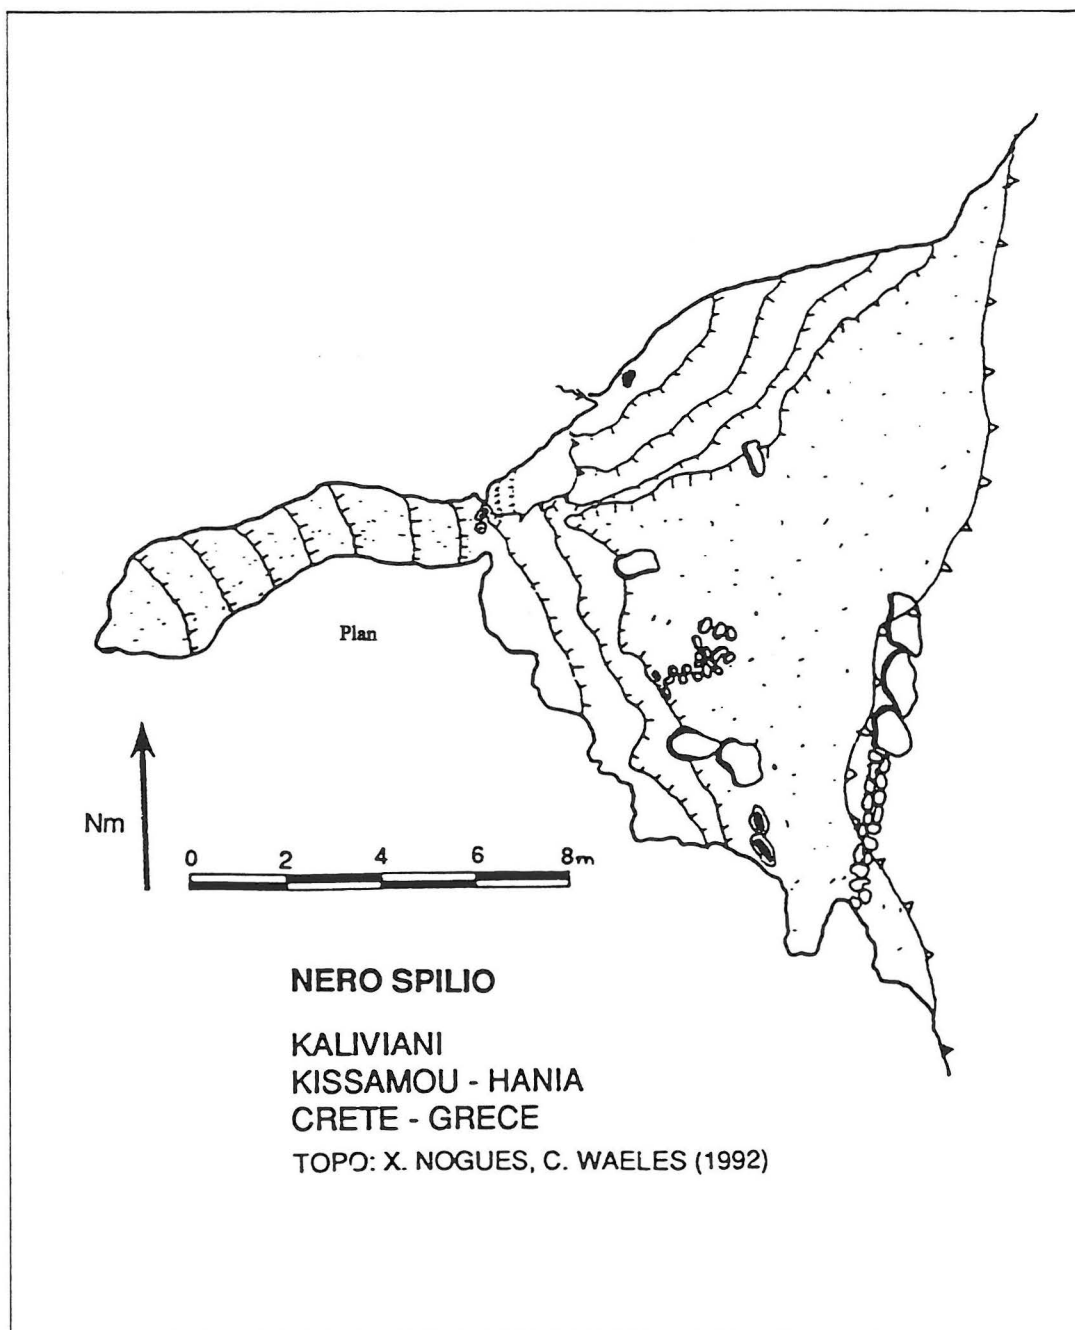 Plan
Nm
0 2 4 6 8m
NERO SPILIO
KALIVIANI
KISSAMOU - HANIA
CRETE - GRECE
TOPO: X. NOGUES, C. WAELES (1992)